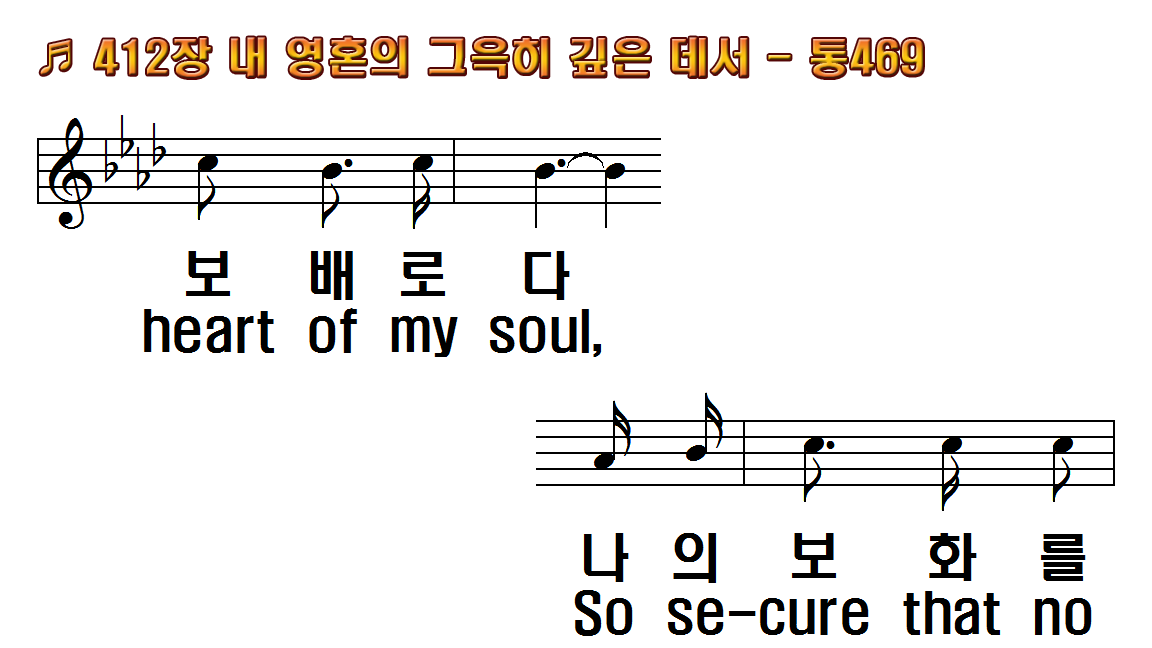 ♬ 412장 내 영혼의 그윽히 깊은 데서 - 통469
보 배 로 다
heart of my soul,
나 의 보 화 를
So se-cure that no